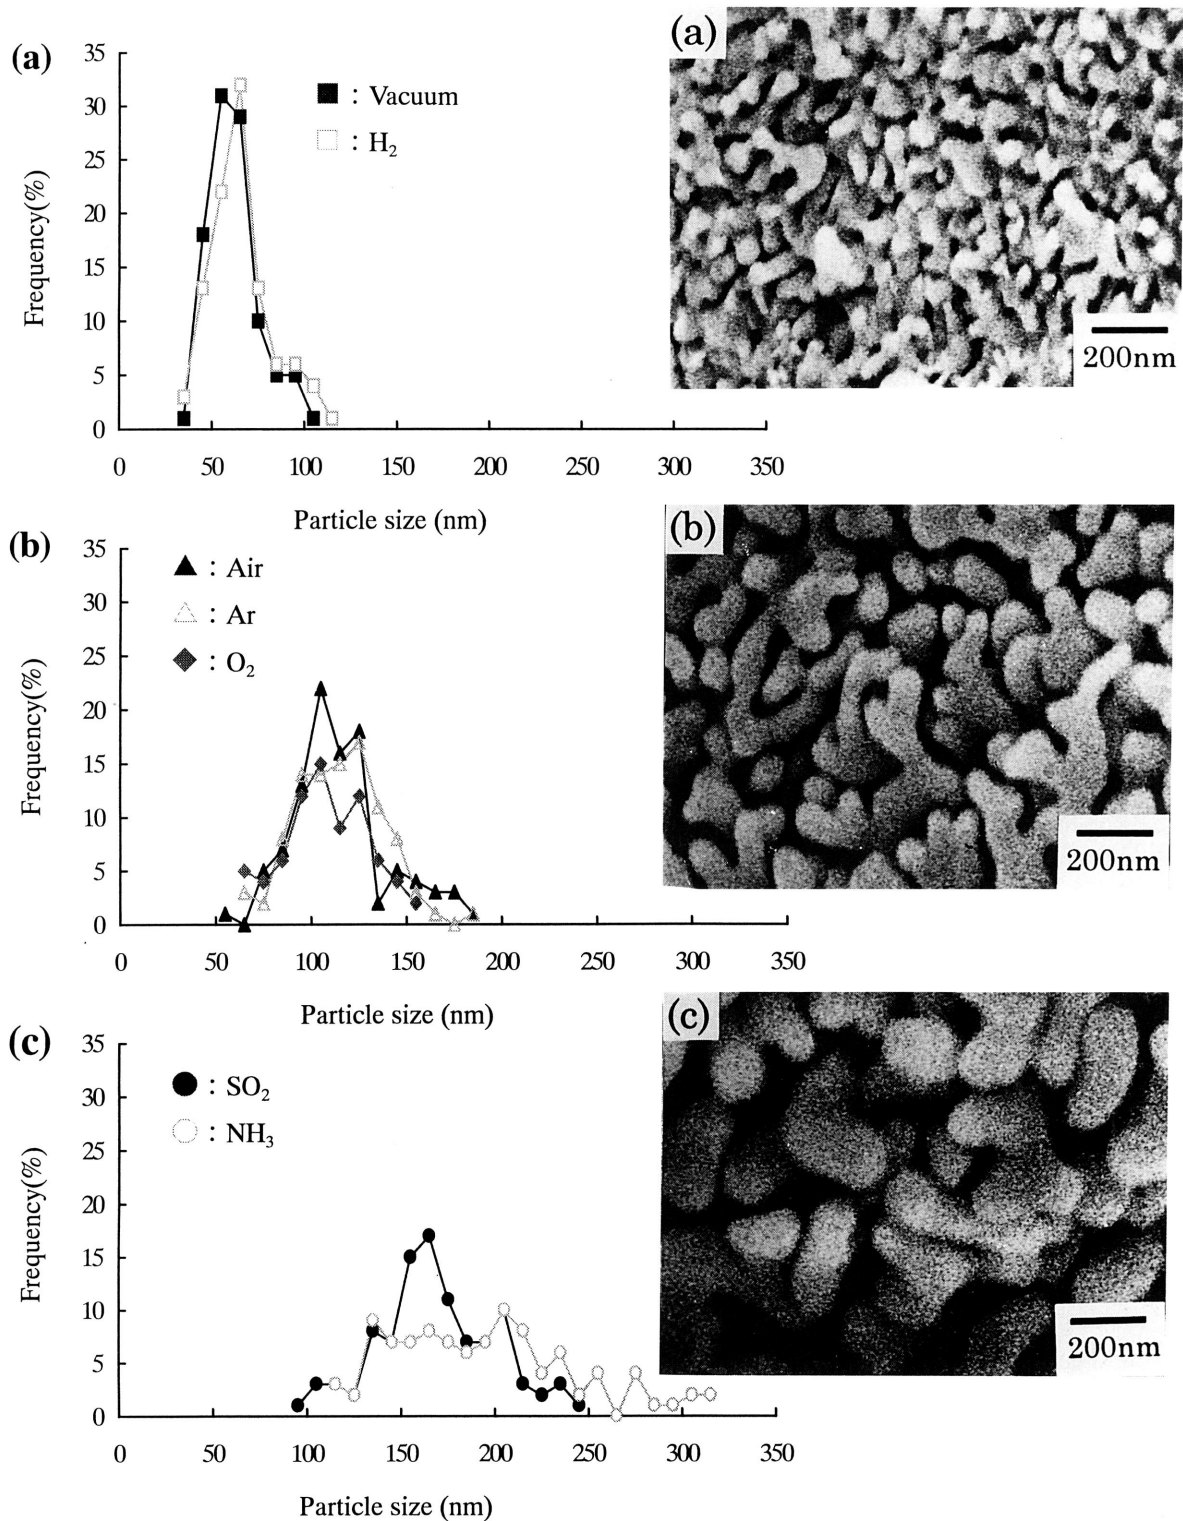 (a)
35
30
25
20
15
10
5
0
Frequency(%)
■ : Vacuum
□ : H₂
0 50 100 150 200 250 300 350
Particle size (nm)
(a)
200nm
(b)
35
30
25
20
15
10
5
0
Frequency(%)
▲ : Air
△ : Ar
◆ : O₂
0 50 100 150 200 250 300 350
Particle size (nm)
(b)
200nm
(c)
35
30
25
20
15
10
5
0
Frequency(%)
● : SO₂
○ : NH₃
0 50 100 150 200 250 300 350
Particle size (nm)
(c)
200nm